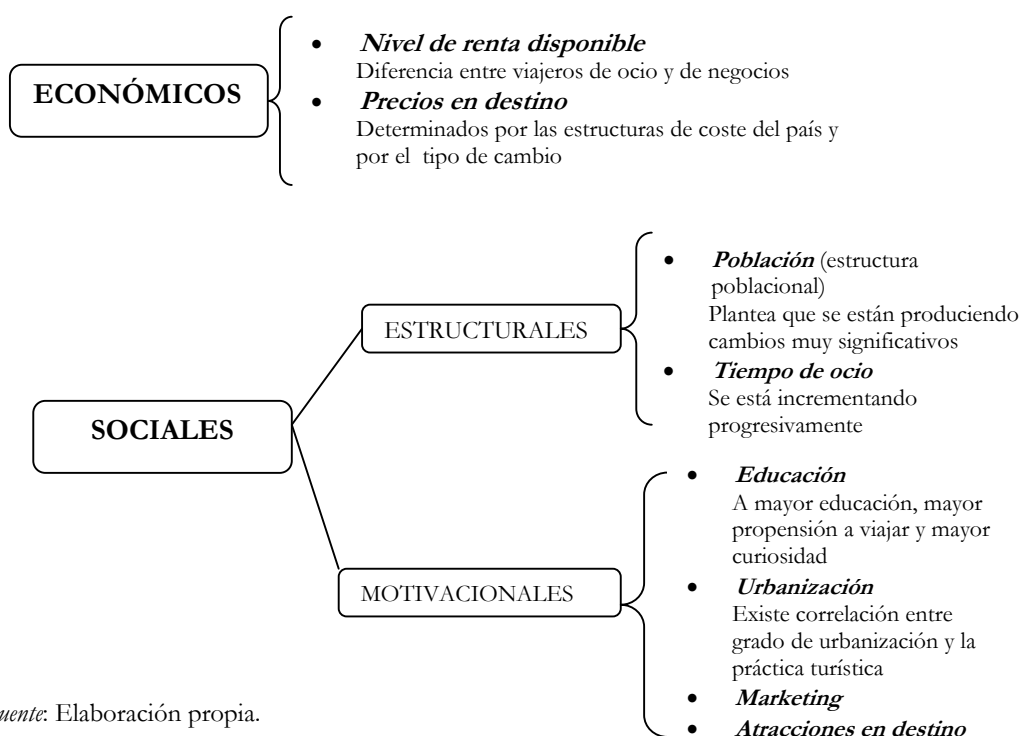 ECONÓMICOS
• Nivel de renta disponible
Diferencia entre viajeros de ocio y de negocios
• Precios en destino
Determinados por las estructuras de coste del país y
por el tipo de cambio
SOCIALES
ESTRUCTURALES
• Población (estructura
poblacional)
Plantea que se están produciendo
cambios muy significativos
• Tiempo de ocio
Se está incrementando
progresivamente
MOTIVACIONALES
• Educación
A mayor educación, mayor
propensión a viajar y mayor
curiosidad
• Urbanización
Existe correlación entre
grado de urbanización y la
práctica turística
• Marketing
• Atracciones en destino
uente: Elaboración propia.